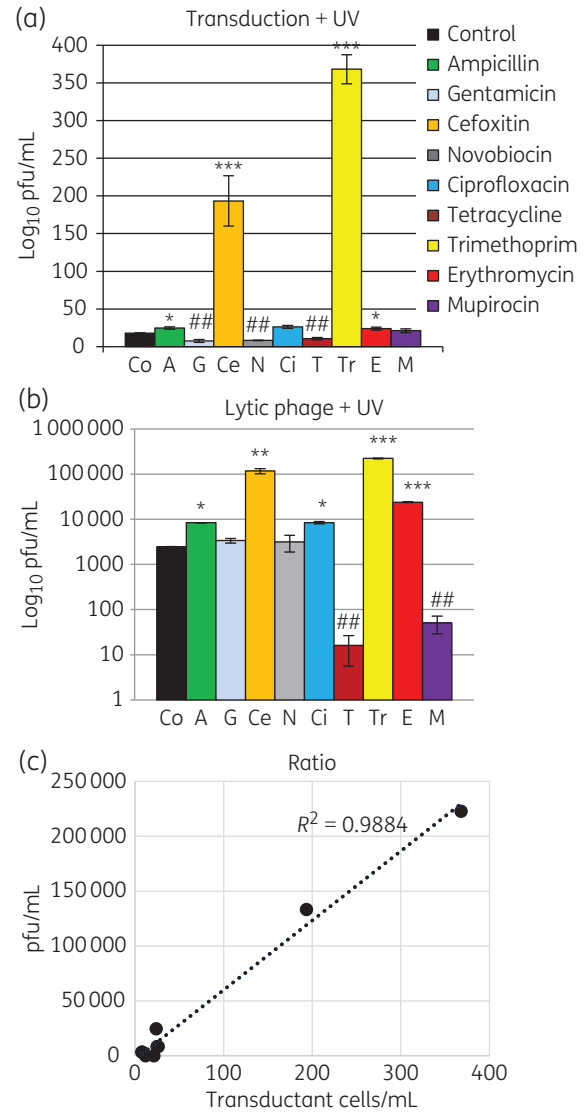 (a)
Transduction + UV
400
350
300
250
200
150
100
50
0
Log10 pfu/mL
*
##
***
##
##
***
*
Co A G Ce N Ci T Tr E M
Control
Ampicillin
Gentamicin
Cefoxitin
Novobiocin
Ciprofloxacin
Tetracycline
Trimethoprim
Erythromycin
Mupirocin
(b)
Lytic phage + UV
1 000 000
100 000
10 000
1000
100
10
1
Log10 pfu/mL
*
**
*
##
***
***
##
Co A G Ce N Ci T Tr E M
(c)
Ratio
250 000
200 000
150 000
100 000
50 000
0
pfu/mL
R² = 0.9884
0 100 200 300 400
Transductant cells/mL